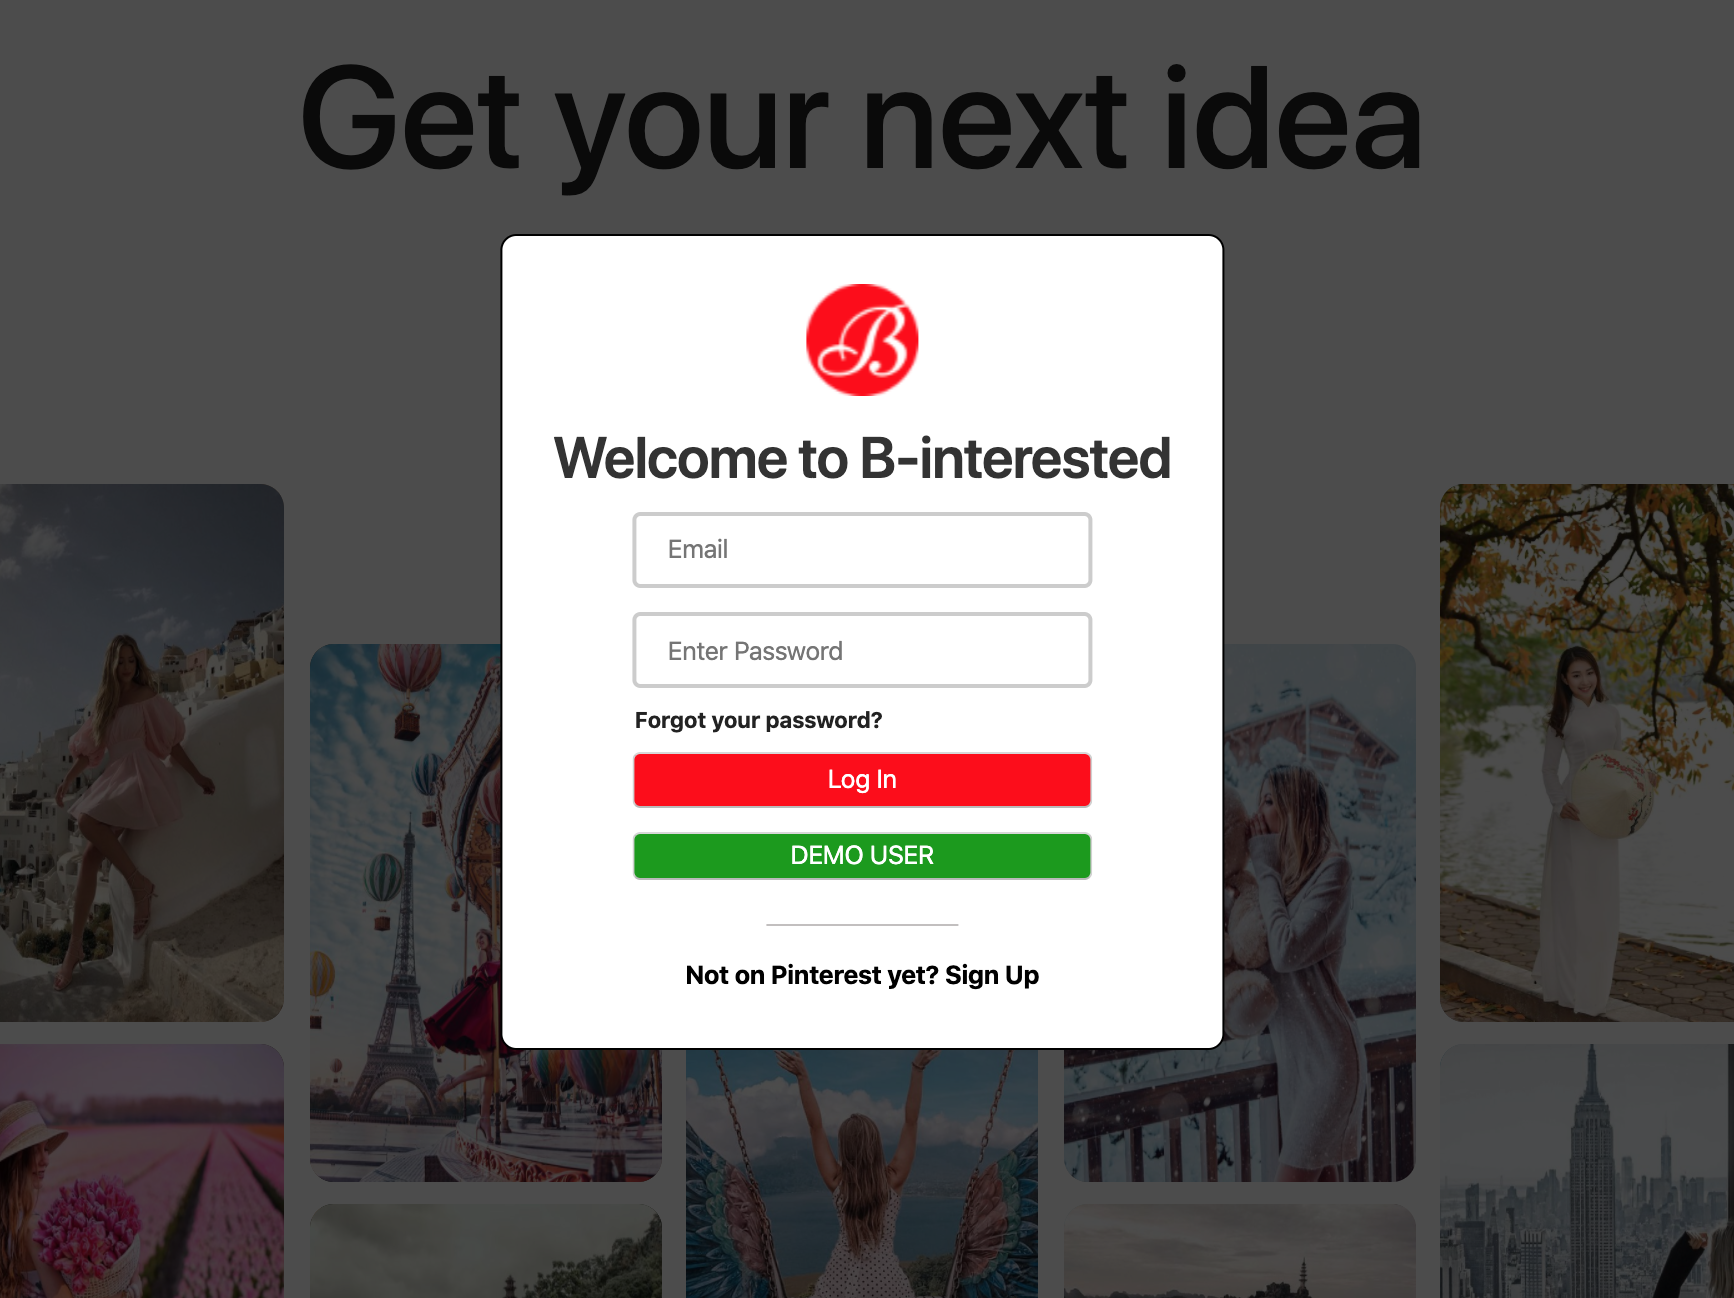 Get your next idea
B
Welcome to B-interested
Email
Enter Password
Forgot your password?
Log In
DEMO USER
Not on Pinterest yet? Sign Up